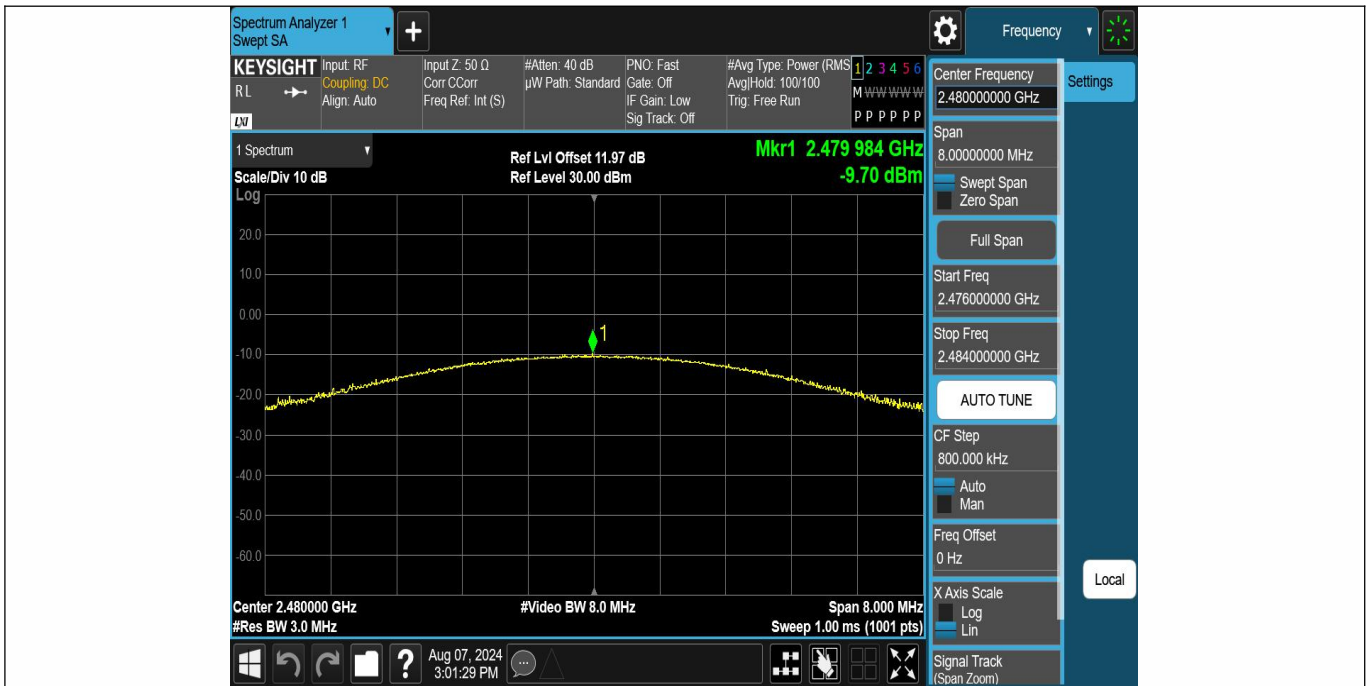 Spectrum Analyzer 1
Swept SA
+
Frequency
KEYSIGHT
RL
LXI
Input: RF
Coupling: DC
Align: Auto
Input Z: 50 Ω
Corr CCorr
Freq Ref: Int (S)
#Atten: 40 dB
µW Path: Standard
PNO: Fast
Gate: Off
IF Gain: Low
Sig Track: Off
#Avg Type: Power (RMS
Avg|Hold: 100/100
Trig: Free Run
1 2 3 4 5 6
M W W W W W
P P P P P P
1 Spectrum
Scale/Div 10 dB
Ref Lvl Offset 11.97 dB
Ref Level 30.00 dBm
Mkr1 2.479 984 GHz
-9.70 dBm
Log
20.0
10.0
0.00
-10.0
-20.0
-30.0
-40.0
-50.0
-60.0
1
Center 2.480000 GHz
#Res BW 3.0 MHz
#Video BW 8.0 MHz
Span 8.000 MHz
Sweep 1.00 ms (1001 pts)
Center Frequency
2.480000000 GHz
Settings
Span
8.00000000 MHz
Swept Span
Zero Span
Full Span
Start Freq
2.476000000 GHz
Stop Freq
2.484000000 GHz
AUTO TUNE
CF Step
800.000 kHz
Auto
Man
Freq Offset
0 Hz
X Axis Scale
Log
Lin
Local
Signal Track
(Span Zoom)
?
Aug 07, 2024
3:01:29 PM